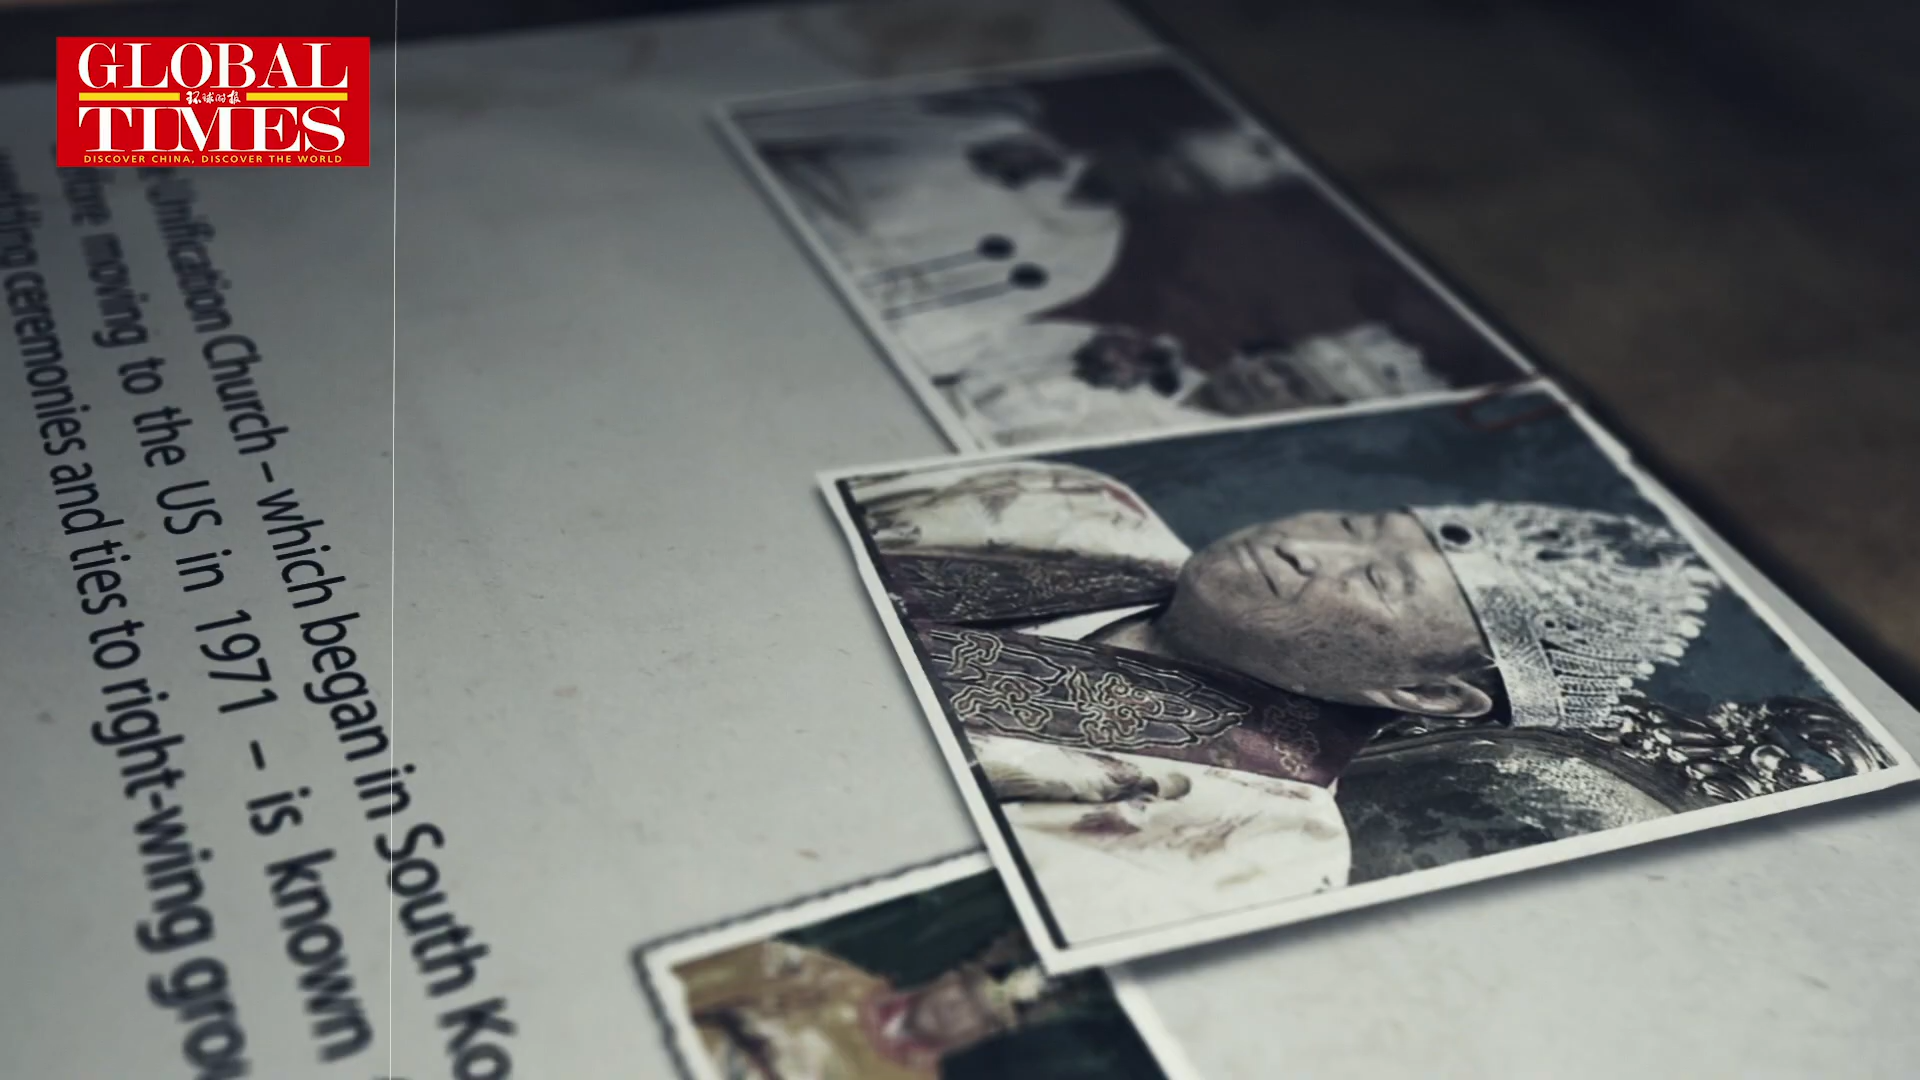 GLOBAL
环球时报
TIMES
DISCOVER CHINA, DISCOVER THE WORLD
Unification Church – which began in South Ko
moving to the US in 1971 – is known
ceremonies and ties to right-wing grou